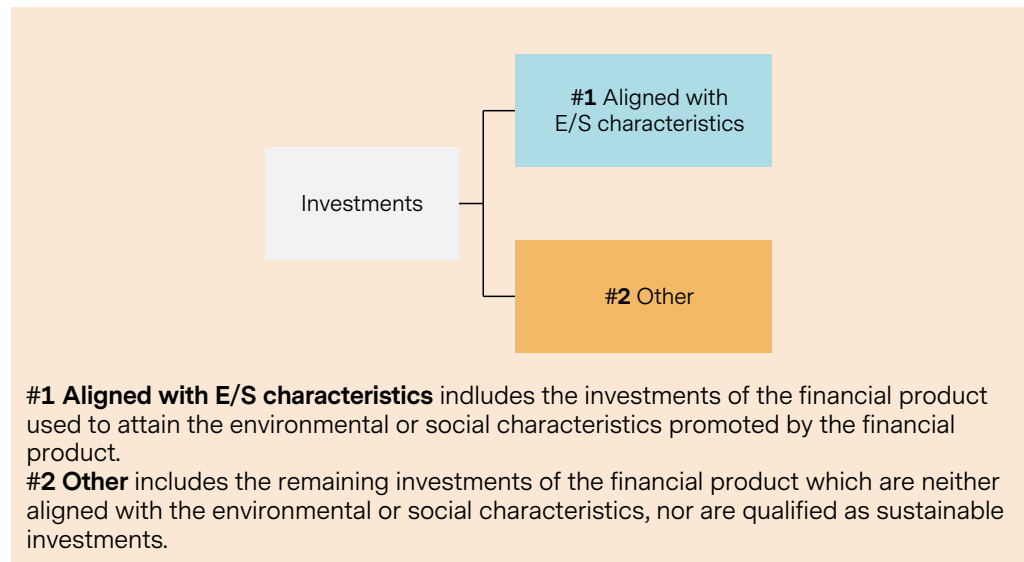 #1 Aligned with
E/S characteristics
Investments
#2 Other
#1 Aligned with E/S characteristics indludes the investments of the financial product
used to attain the environmental or social characteristics promoted by the financial
product.
#2 Other includes the remaining investments of the financial product which are neither
aligned with the environmental or social characteristics, nor are qualified as sustainable
investments.